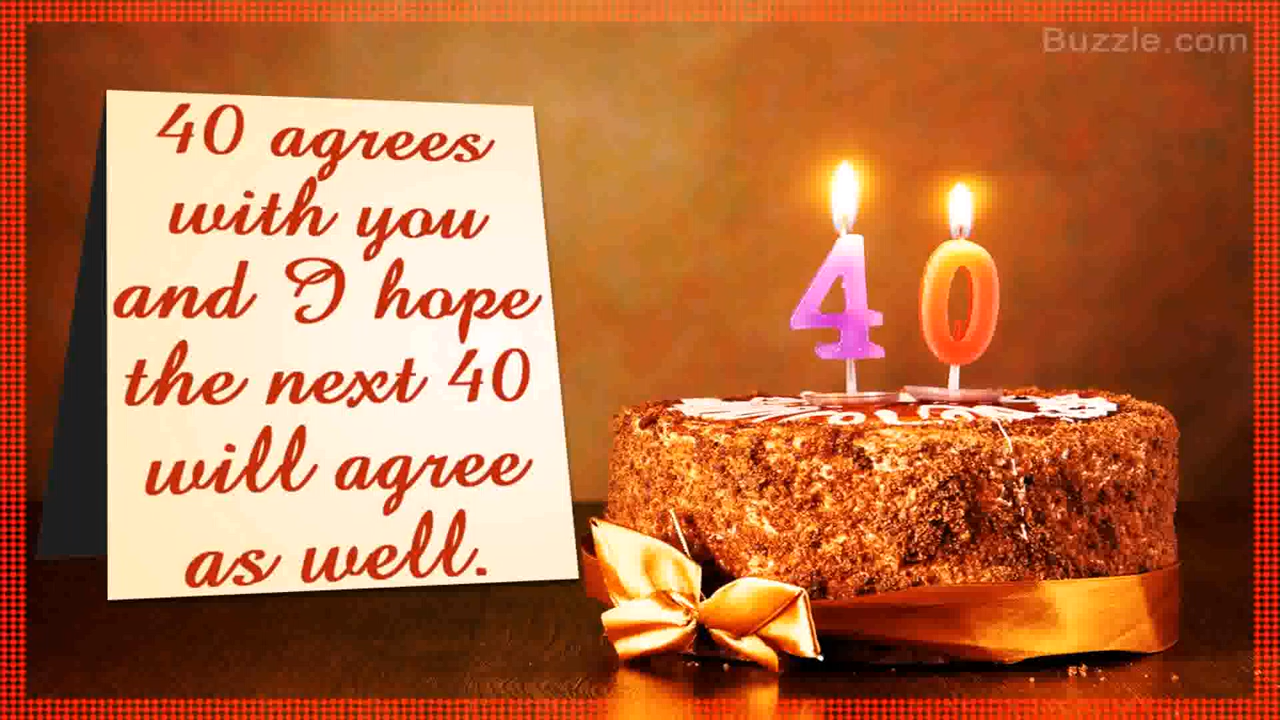 Buzzle.com
40 agrees
with you
and I hope
the next 40
will agree
as well.
40